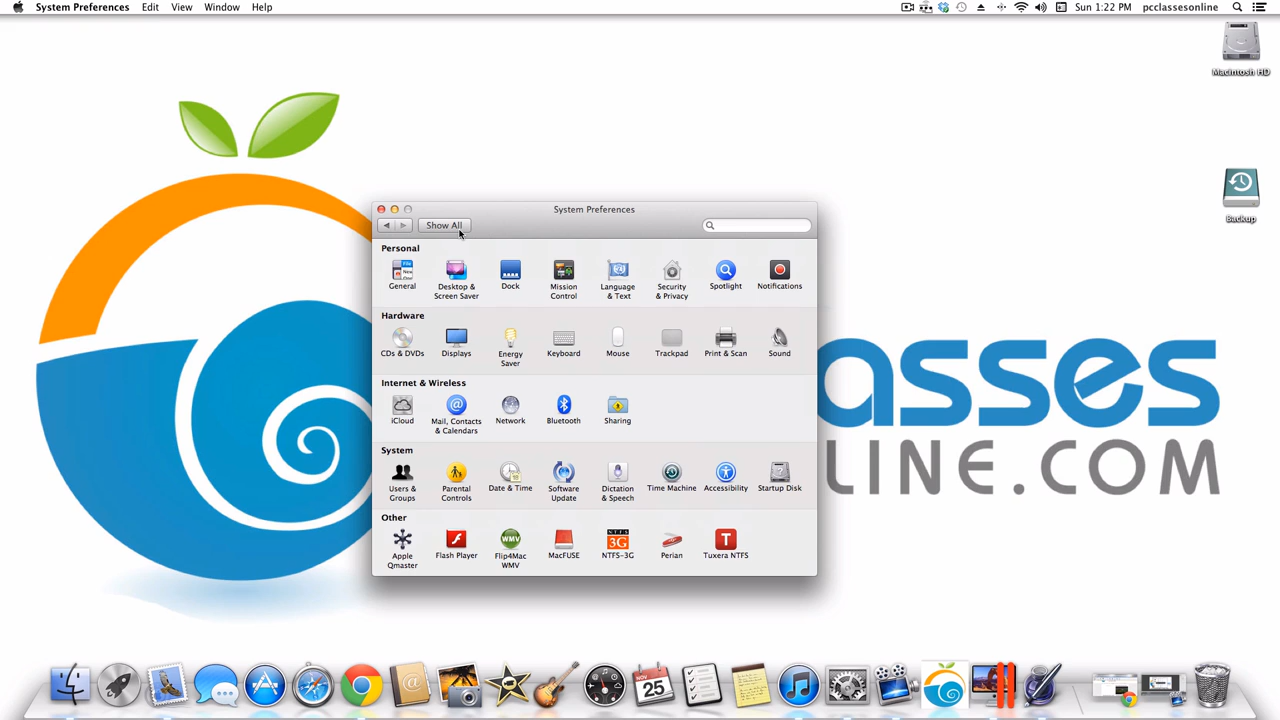 System Preferences Edit View Window Help
Sun 1:22 PM pcclassesonline
Macintosh HD
Backup
asses
LINE.COM
System Preferences
Show All
Personal
General
Desktop & Screen Saver
Dock
Mission Control
Language & Text
Security & Privacy
Spotlight
Notifications
Hardware
CDs & DVDs
Displays
Energy Saver
Keyboard
Mouse
Trackpad
Print & Scan
Sound
Internet & Wireless
iCloud
Mail, Contacts & Calendars
Network
Bluetooth
Sharing
System
Users & Groups
Parental Controls
Date & Time
Software Update
Dictation & Speech
Time Machine
Accessibility
Startup Disk
Other
Apple Qmaster
Flash Player
WMV
Flip4Mac WMV
MacFUSE
NTFS
3G
NTFS-3G
Perian
T
Tuxera NTFS
NOV
25